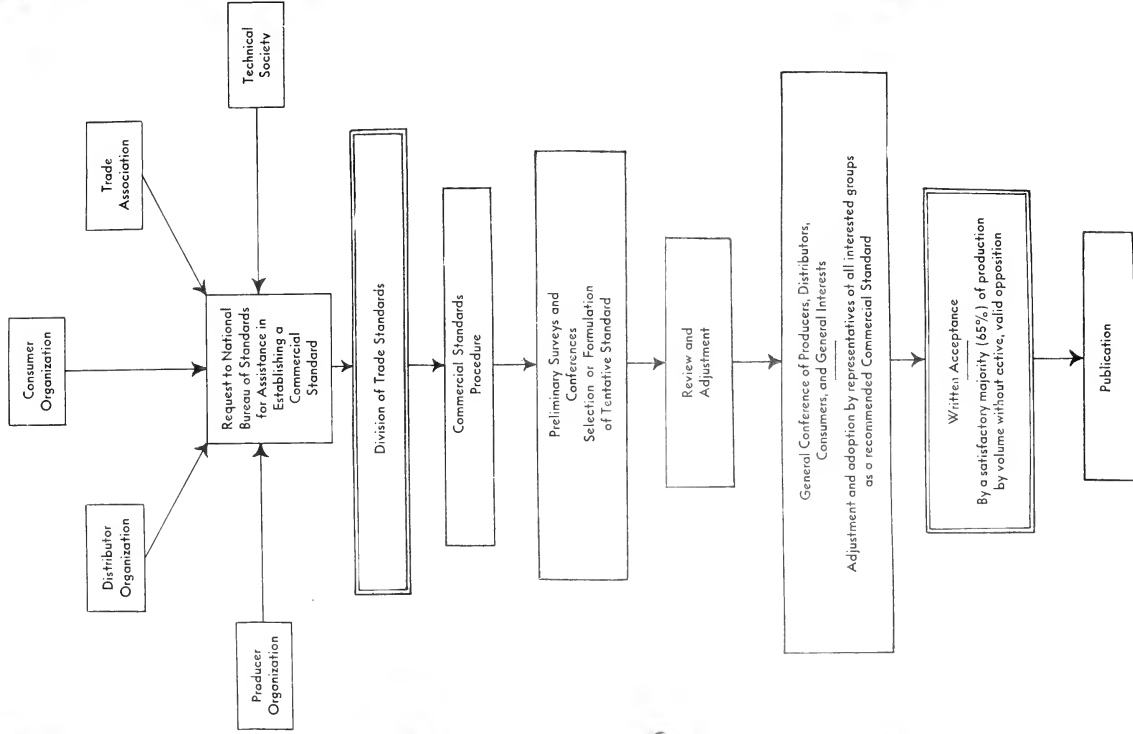 Consumer
Organization
Distributor
Organization
Trade
Association
Producer
Organization
Technical
Society
Request to National
Bureau of Standards
for Assistance in
Establishing a
Commercial
Standard
Division of Trade Standards
Commercial Standards
Procedure
Preliminary Surveys and
Conferences
Selection or Formulation
of Tentative Standard
Review and
Adjustment
General Conference of Producers, Distributors,
Consumers, and General Interests
Adjustment and adoption by representatives of all interested groups
as a recommended Commercial Standard
Written Acceptance
By a satisfactory majority (65%) of production
by volume without active, valid opposition
Publication